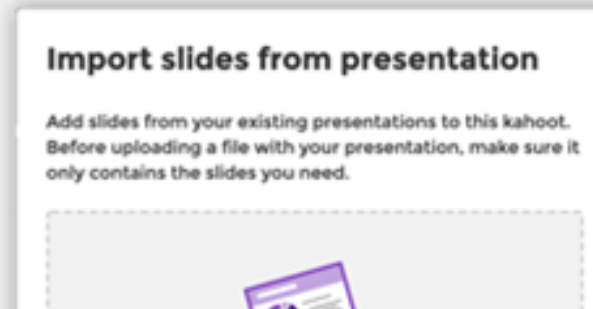 Import slides from presentation
Add slides from your existing presentations to this kahoot.
Before uploading a file with your presentation, make sure it
only contains the slides you need.